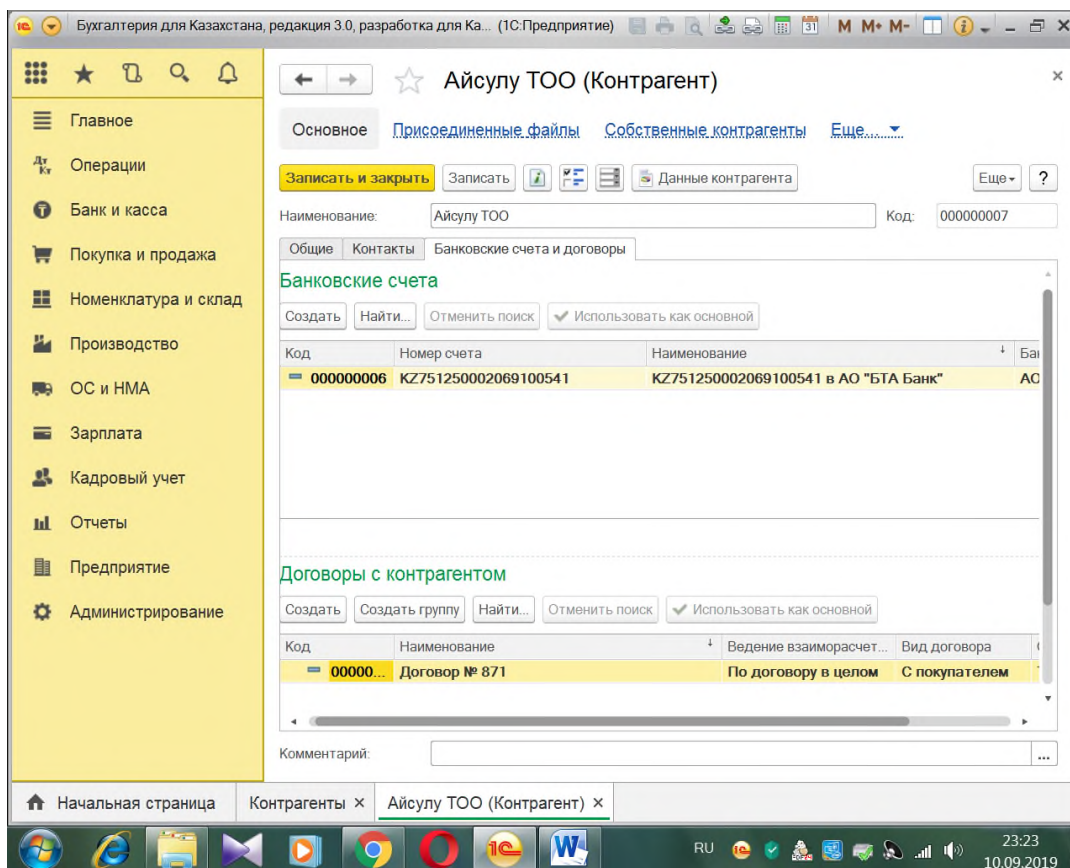 Бухгалтерия для Казахстана, редакция 3.0, разработка для Ка... (1С:Предприятие) M M+ M-
Айсулу ТОО (Контрагент)
Главное
Операции
Банк и касса
Покупка и продажа
Номенклатура и склад
Производство
ОС и НМА
Зарплата
Кадровый учет
Отчеты
Предприятие
Администрирование
Основное Присоединенные файлы Собственные контрагенты Еще...
Записать и закрыть Записать Данные контрагента Еще ?
Наименование: Айсулу ТОО Код: 000000007
Общие Контакты Банковские счета и договоры
Банковские счета
Создать Найти... Отменить поиск Использовать как основной
Код Номер счета Наименование Бан
000000006 KZ751250002069100541 KZ751250002069100541 в АО "БТА Банк" АО
Договоры с контрагентом
Создать Создать группу Найти... Отменить поиск Использовать как основной
Код Наименование Ведение взаиморасчет... Вид договора
00000... Договор № 871 По договору в целом С покупателем
Комментарий: ...
Начальная страница Контрагенты × Айсулу ТОО (Контрагент) ×
RU 23:23
10.09.2019